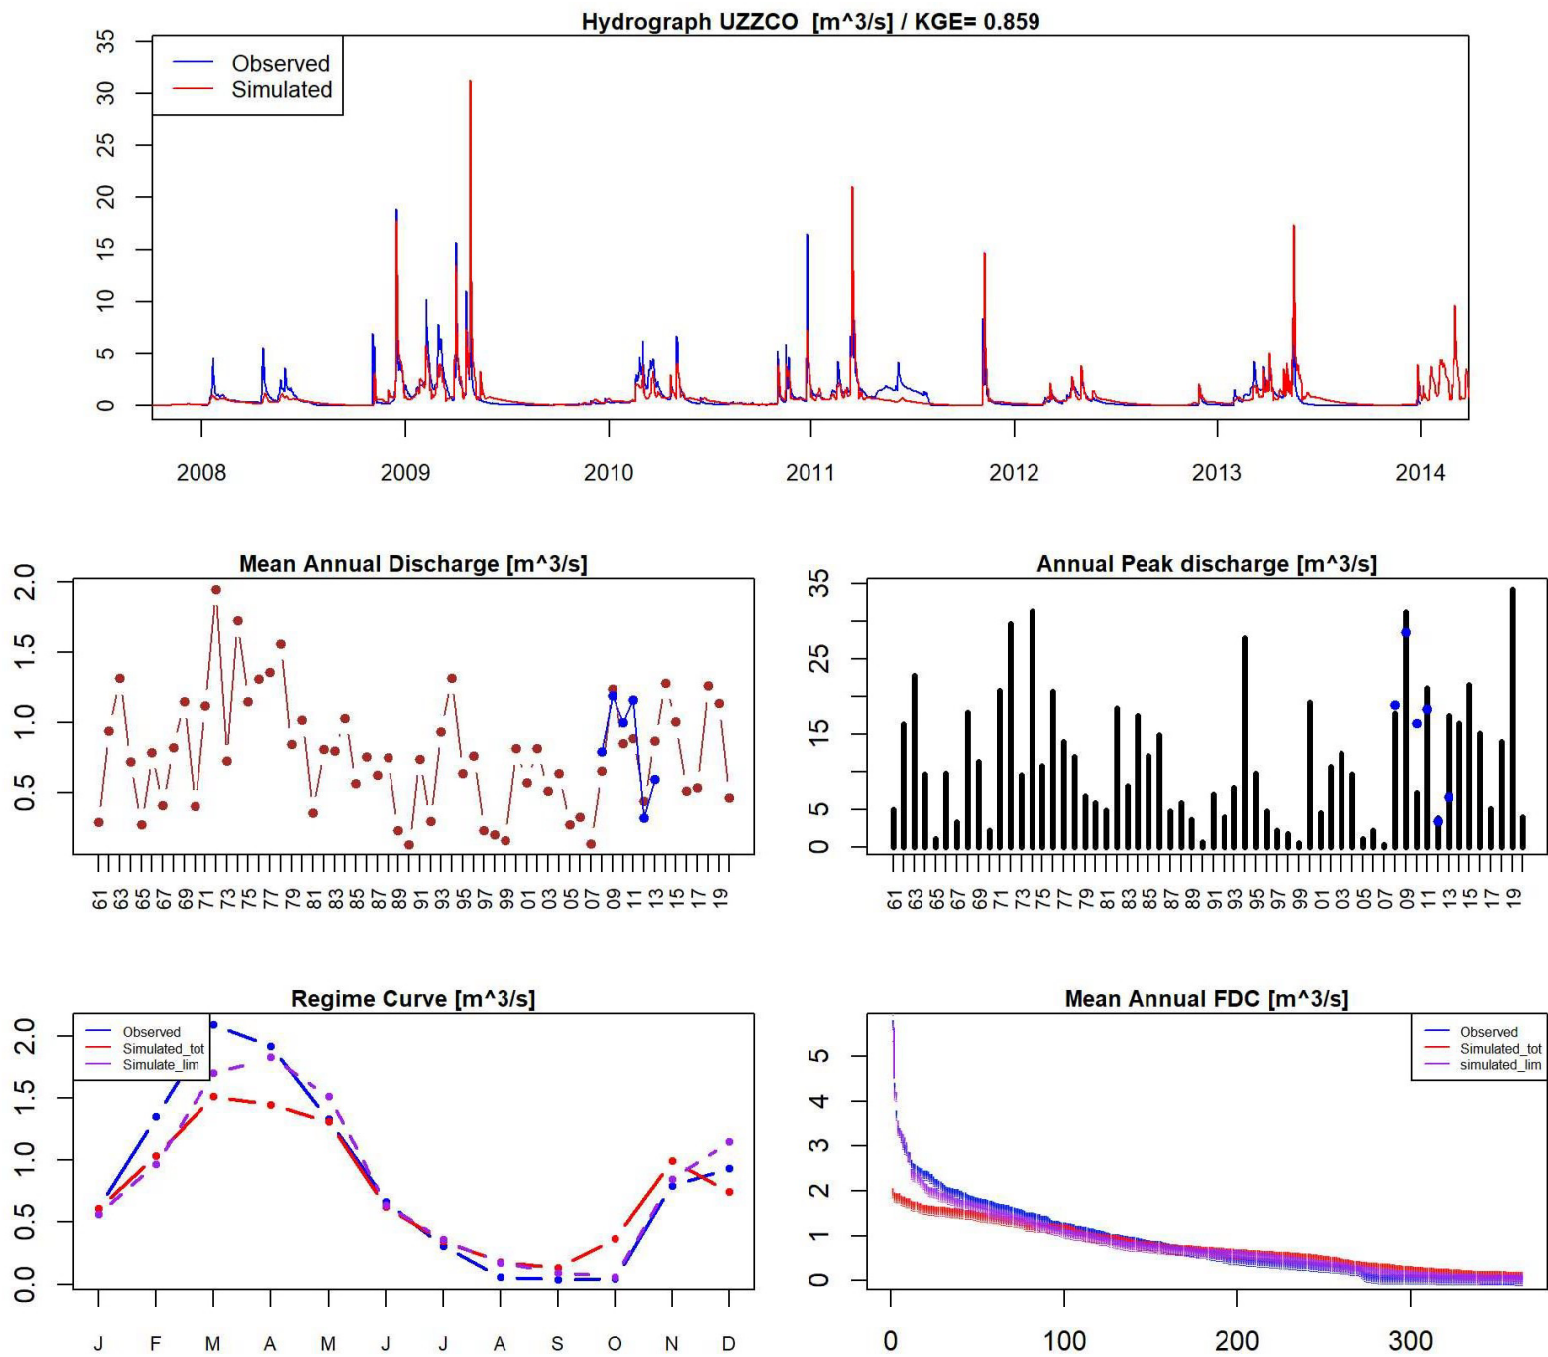 Hydrograph UZZCO [m^3/s] / KGE= 0.859
35
30
25
20
15
10
5
0
Observed
Simulated
2008 2009 2010 2011 2012 2013 2014
Mean Annual Discharge [m^3/s]
2.0
1.5
1.0
0.5
61 63 65 67 69 71 73 75 77 79 81 83 85 87 89 91 93 95 97 99 01 03 05 07 09 11 13 15 17 19
Annual Peak discharge [m^3/s]
35
25
15
5
0
61 63 65 67 69 71 73 75 77 79 81 83 85 87 89 91 93 95 97 99 01 03 05 07 09 11 13 15 17 19
Regime Curve [m^3/s]
2.0
1.5
1.0
0.5
0.0
Observed
Simulated_tot
Simulate_lim
J F M A M J J A S O N D
Mean Annual FDC [m^3/s]
5
4
3
2
1
0
Observed
Simulated_tot
simulated_lim
0 100 200 300